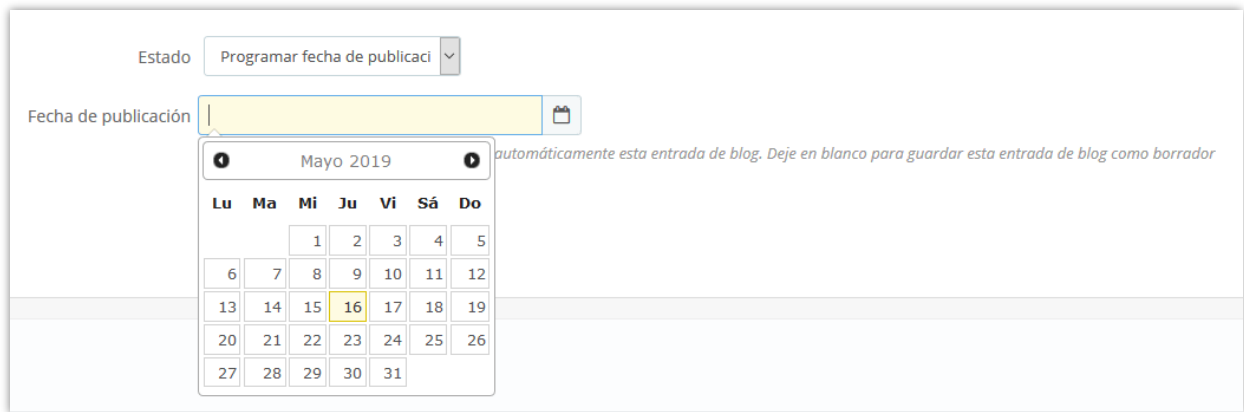 Estado Programar fecha de publicaci
Fecha de publicación
automáticamente esta entrada de blog. Deje en blanco para guardar esta entrada de blog como borrador
Mayo 2019
Lu Ma Mi Ju Vi Sá Do
1 2 3 4 5
6 7 8 9 10 11 12
13 14 15 16 17 18 19
20 21 22 23 24 25 26
27 28 29 30 31